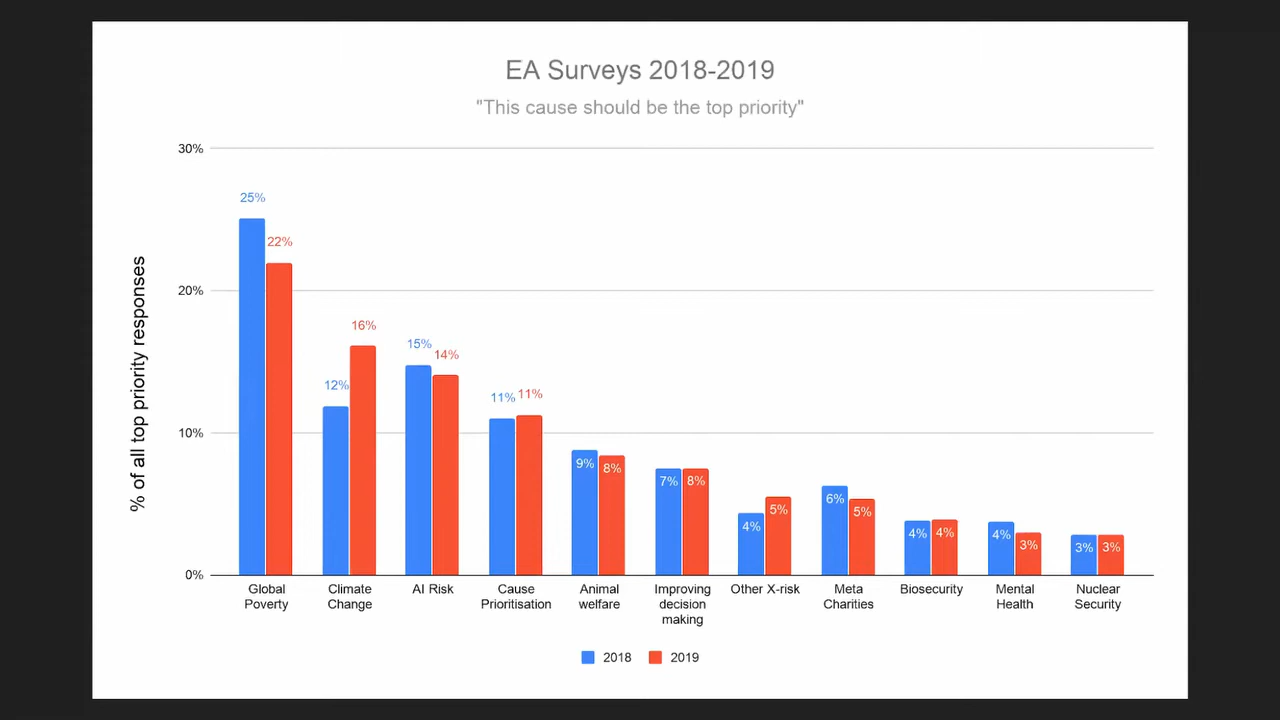 EA Surveys 2018-2019
"This cause should be the top priority"
% of all top priority responses
30%
20%
10%
0%
25%
22%
12%
16%
15%
14%
11%
11%
9%
8%
7%
8%
4%
5%
6%
5%
4%
4%
4%
3%
3%
3%
Global
Poverty
Climate
Change
AI Risk
Cause
Prioritisation
Animal
welfare
Improving
decision
making
Other X-risk
Meta
Charities
Biosecurity
Mental
Health
Nuclear
Security
2018
2019